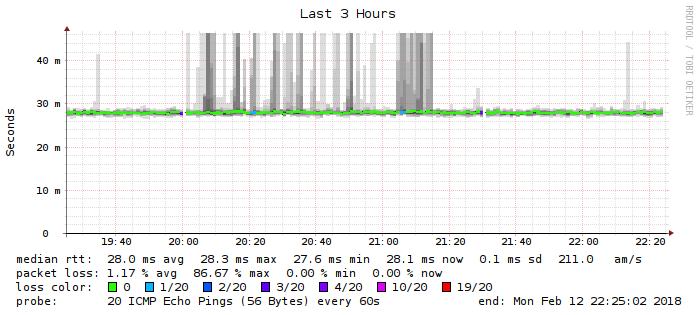 Last 3 Hours
RRDTOOL / TOBI OETIKER
Seconds
40 m
30 m
20 m
10 m
0
19:40 20:00 20:20 20:40 21:00 21:20 21:40 22:00 22:20
median rtt: 28.0 ms avg 28.3 ms max 27.6 ms min 28.1 ms now 0.1 ms sd 211.0 am/s
packet loss: 1.17 % avg 86.67 % max 0.00 % min 0.00 % now
loss color: 0 1/20 2/20 3/20 4/20 10/20 19/20
probe: 20 ICMP Echo Pings (56 Bytes) every 60s end: Mon Feb 12 22:25:02 2018